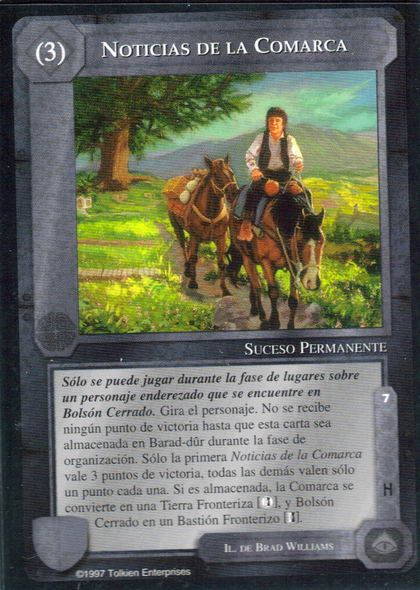 (3)
NOTICIAS DE LA COMARCA
SUCESO PERMANENTE
Sólo se puede jugar durante la fase de lugares sobre
un personaje enderezado que se encuentre en
Bolsón Cerrado. Gira el personaje. No se recibe
ningún punto de victoria hasta que esta carta sea
almacenada en Barad-dûr durante la fase de
organización. Sólo la primera Noticias de la Comarca
vale 3 puntos de victoria, todas las demás valen sólo
un punto cada una. Si es almacenada, la Comarca se
convierte en una Tierra Fronteriza [ ], y Bolsón
Cerrado en un Bastión Fronterizo [ ].
7
H
IL. DE BRAD WILLIAMS
©1997 Tolkien Enterprises